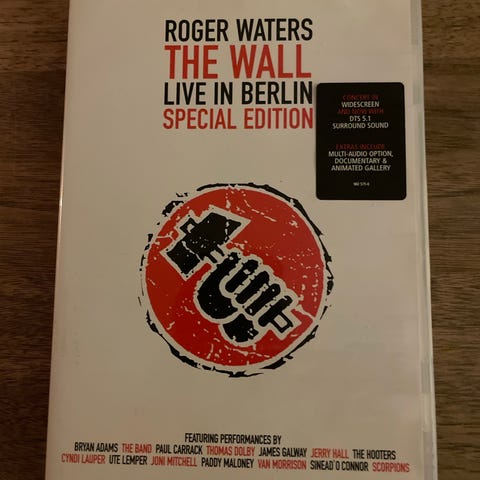 ROGER WATERS
THE WALL
LIVE IN BERLIN
SPECIAL EDITION
CONCERT IN
WIDESCREEN
AND NOW WITH
DTS 5.1
SURROUND SOUND
EXTRAS INCLUDE
MULTI-AUDIO OPTION,
DOCUMENTARY &
ANIMATED GALLERY
FEATURING PERFORMANCES BY
BRYAN ADAMS THE BAND PAUL CARRACK THOMAS DOLBY JAMES GALWAY JERRY HALL THE HOOTERS
CYNDI LAUPER UTE LEMPER JONI MITCHELL PADDY MALONEY VAN MORRISON SINEAD O CONNOR SCORPIONS